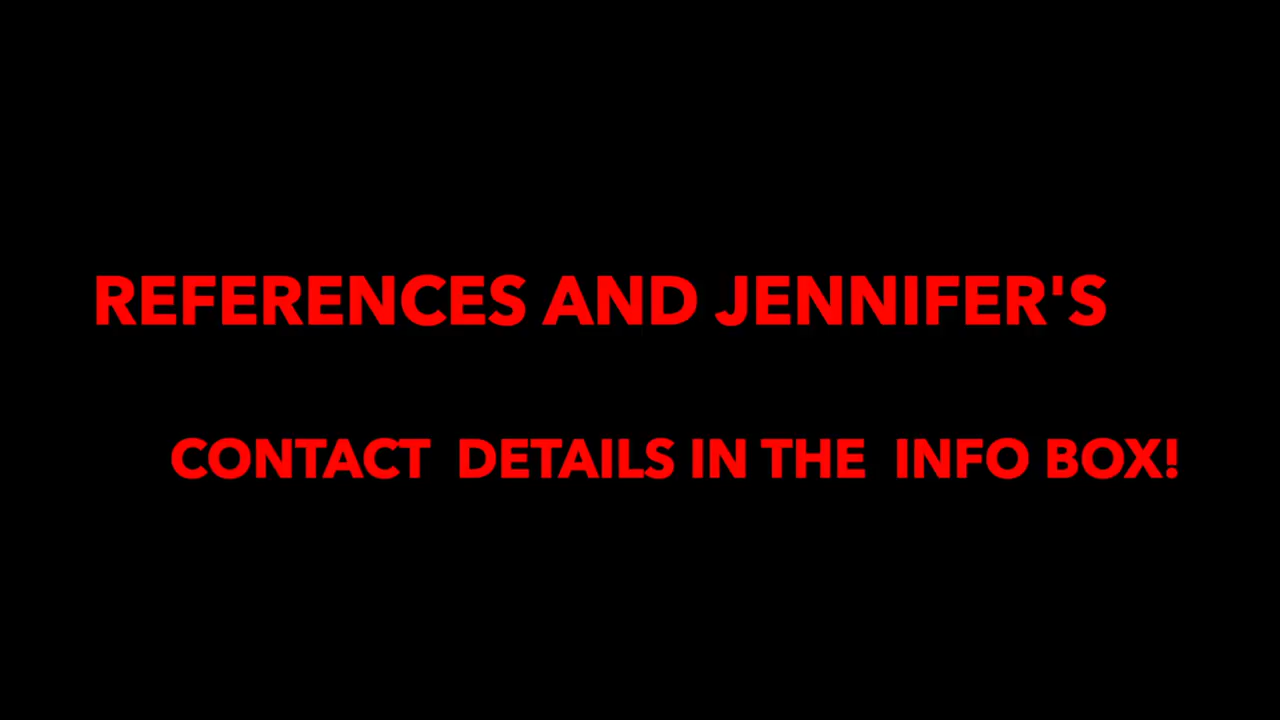 REFERENCES AND JENNIFER'S
CONTACT  DETAILS IN THE  INFO BOX!